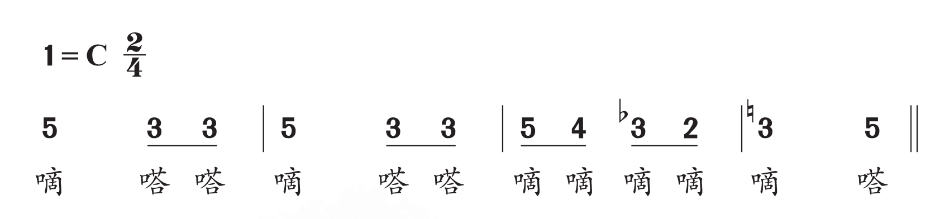 1=C 2/4
5 3 3 | 5 3 3 | 5 4 ♭3 2 | ♮3 5 ‖
嘀 嗒 嗒 嘀 嗒 嗒 嘀 嘀 嘀 嘀 嘀 嗒